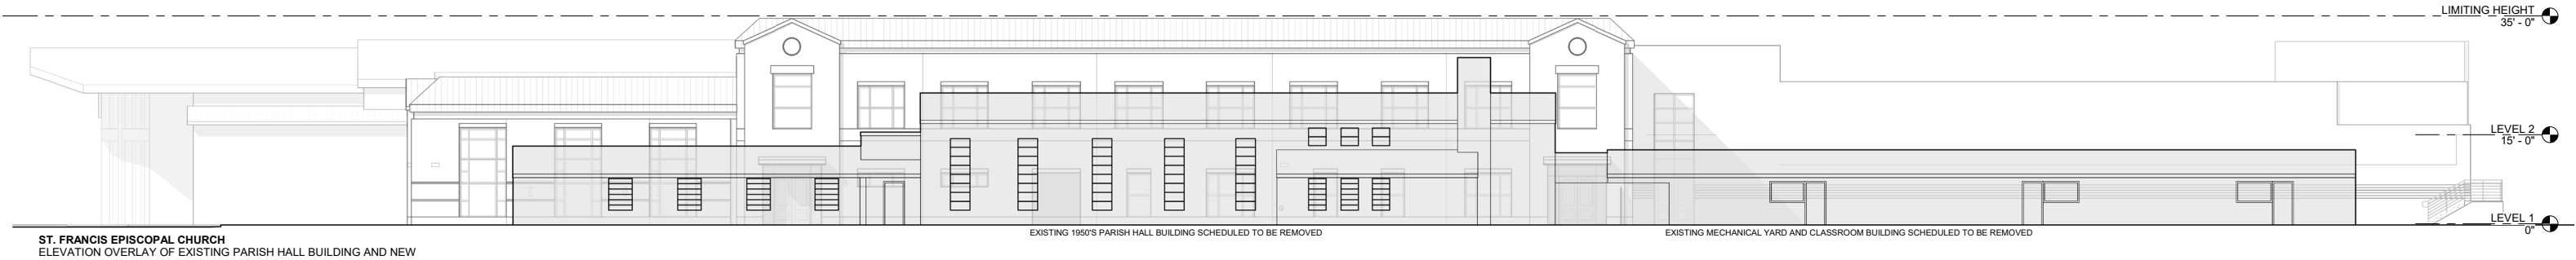 LIMITING HEIGHT
35' - 0"
LEVEL 2
15' - 0"
LEVEL 1
0"
ST. FRANCIS EPISCOPAL CHURCH
ELEVATION OVERLAY OF EXISTING PARISH HALL BUILDING AND NEW
EXISTING 1950'S PARISH HALL BUILDING SCHEDULED TO BE REMOVED
EXISTING MECHANICAL YARD AND CLASSROOM BUILDING SCHEDULED TO BE REMOVED